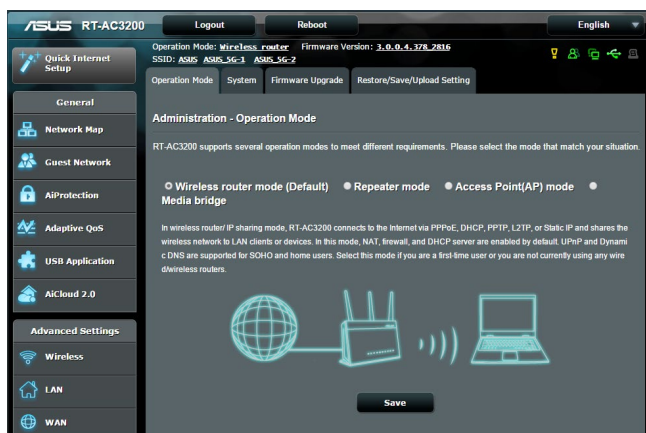 ASUS RT-AC3200
Logout
Reboot
English
Quick Internet
Setup
Operation Mode: Wireless router Firmware Version: 3.0.0.4.378_2816
SSID: ASUS ASUS_5G-1 ASUS_5G-2
Operation Mode
System
Firmware Upgrade
Restore/Save/Upload Setting
General
Network Map
Guest Network
AiProtection
Adaptive QoS
USB Application
AiCloud 2.0
Advanced Settings
Wireless
LAN
WAN
Administration - Operation Mode
RT-AC3200 supports several operation modes to meet different requirements. Please select the mode that match your situation.
Wireless router mode (Default) Repeater mode Access Point(AP) mode
Media bridge
In wireless router/ IP sharing mode, RT-AC3200 connects to the Internet via PPPoE, DHCP, PPTP, L2TP, or Static IP and shares the
wireless network to LAN clients or devices. In this mode, NAT, firewall, and DHCP server are enabled by default. UPnP and Dynami
c DNS are supported for SOHO and home users. Select this mode if you are a first-time user or you are not currently using any wire
d/wireless routers.
Save